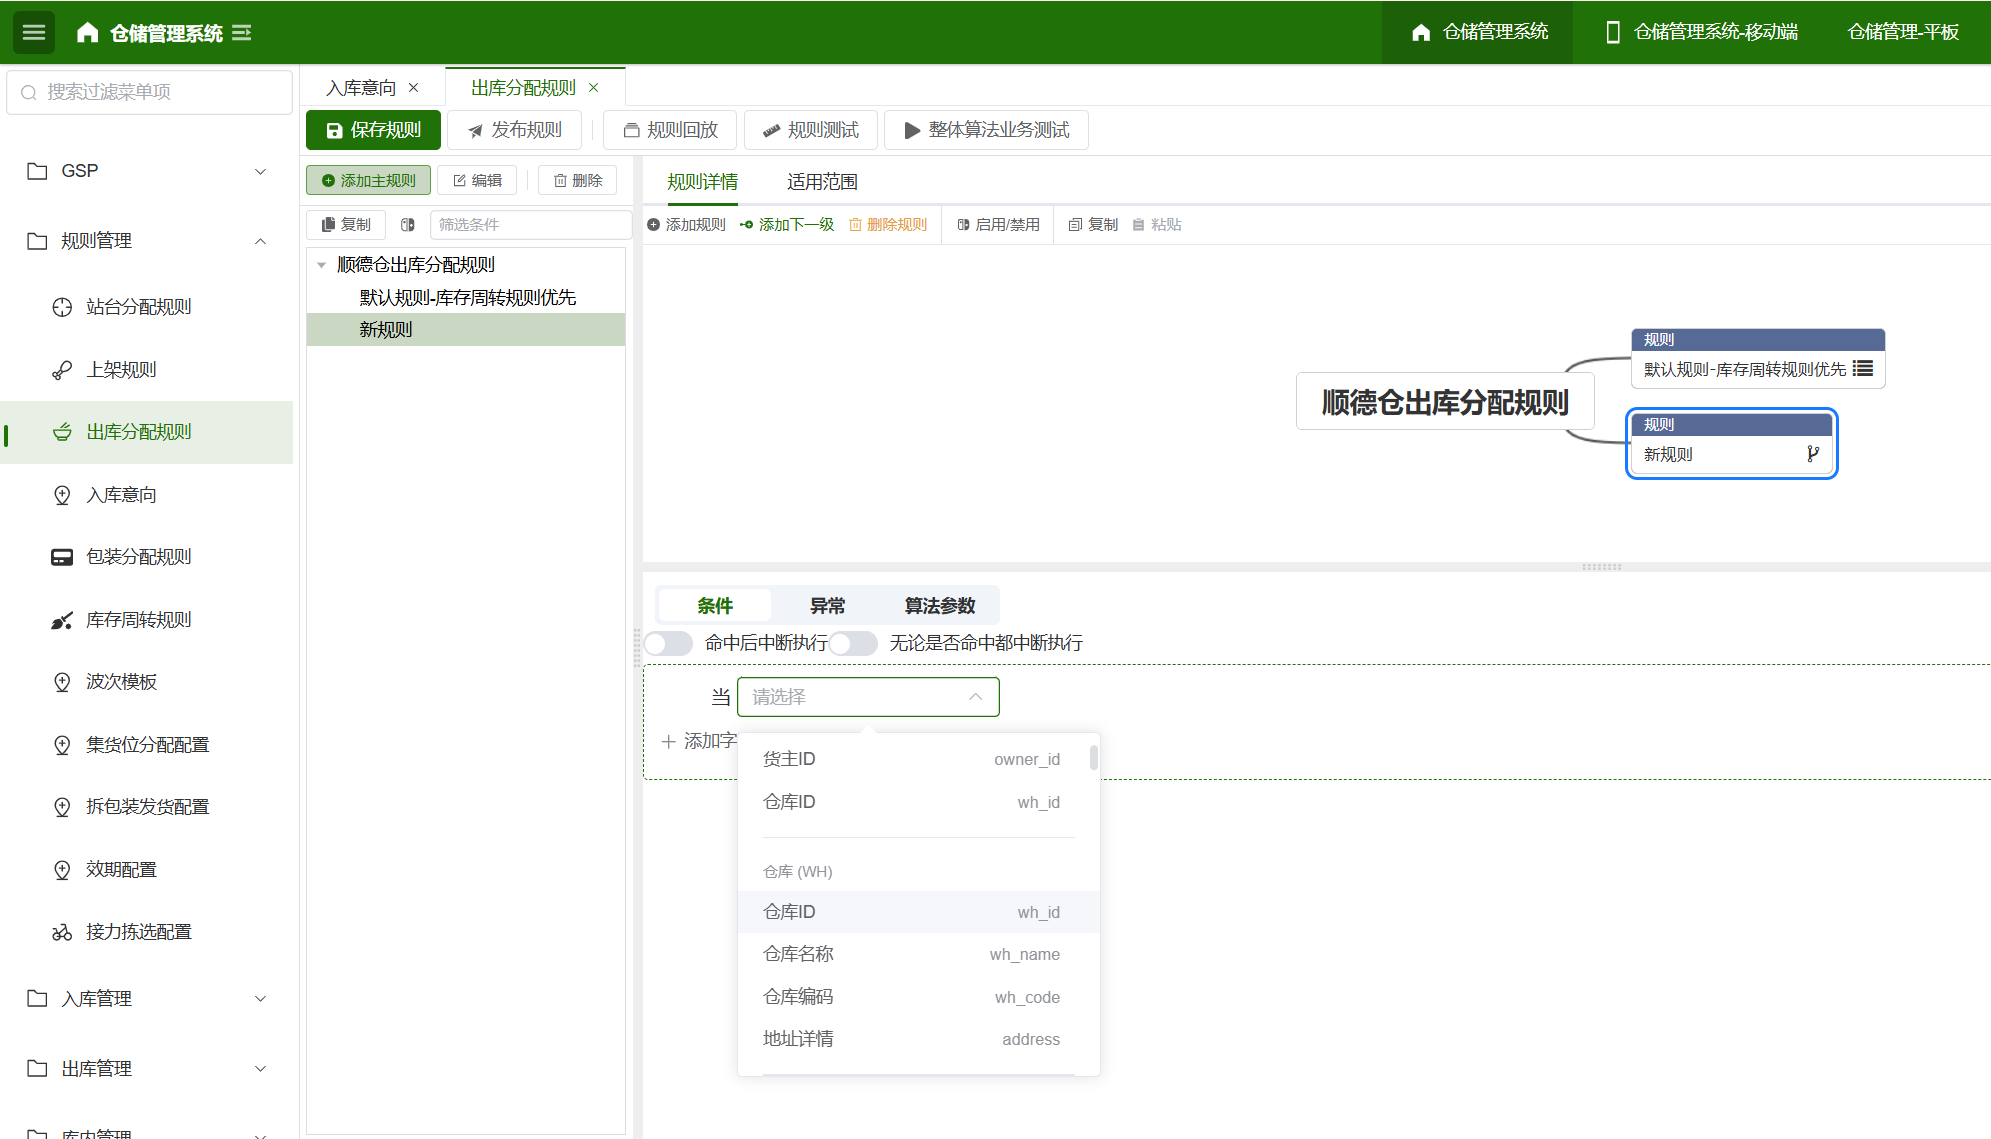 仓储管理系统
仓储管理系统
仓储管理系统-移动端
仓储管理-平板
搜索过滤菜单项
GSP
规则管理
站台分配规则
上架规则
出库分配规则
入库意向
包装分配规则
库存周转规则
波次模板
集货位分配配置
拆包装发货配置
效期配置
接力拣选配置
入库管理
出库管理
库内管理
入库意向
出库分配规则
保存规则
发布规则
规则回放
规则测试
整体算法业务测试
添加主规则
编辑
删除
复制
筛选条件
顺德仓出库分配规则
默认规则-库存周转规则优先
新规则
规则详情
适用范围
添加规则
添加下一级
删除规则
启用/禁用
复制
粘贴
顺德仓出库分配规则
规则
默认规则-库存周转规则优先
规则
新规则
条件
异常
算法参数
命中后中断执行
无论是否命中都中断执行
当
请选择
添加字
货主ID owner_id
仓库ID wh_id
仓库 (WH)
仓库ID wh_id
仓库名称 wh_name
仓库编码 wh_code
地址详情 address